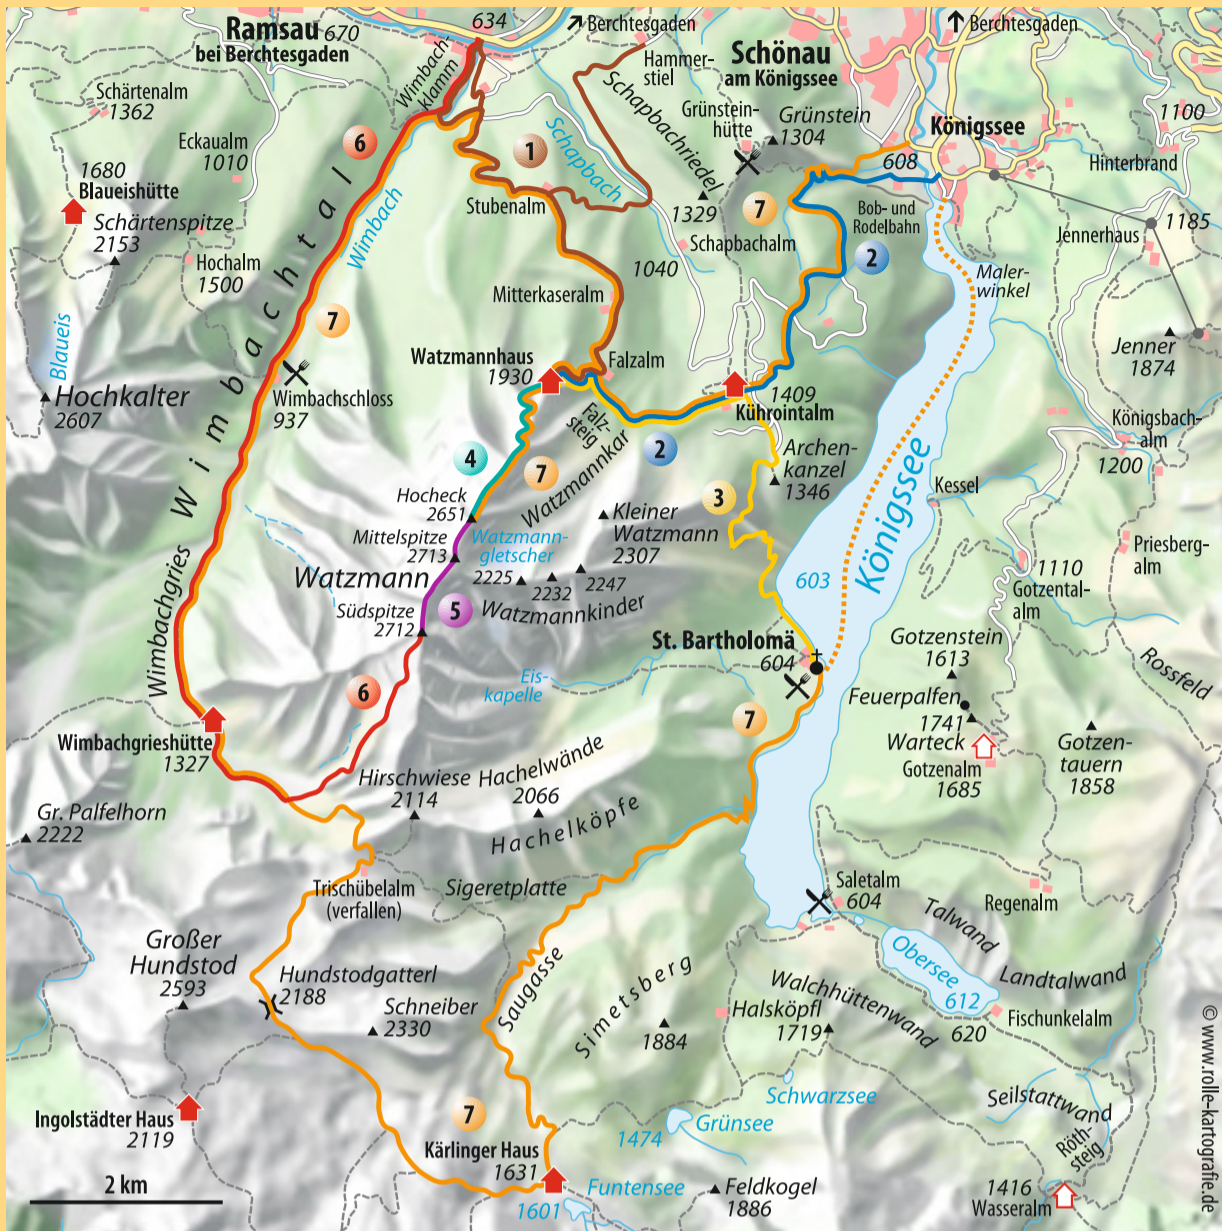 Ramsau 670
bei Berchtesgaden
634
Berchtesgaden
Berchtesgaden
Schönau
am Königssee
Hammer-
stiel
Wimbach-
klamm
Schärtenalm
1362
Schapbachriedel
1329
Grünstein-
hütte
Grünstein
1304
Königssee
608
1100
Hinterbrand
Eckaualm
1010
6
1
Schapbach
1680
Blaueishütte
Schärtenspitze
2153
Stubenalm
7
Schapbachalm
Bob- und
Rodelbahn
2
1185
Jennerhaus
Hochalm
1500
Wimbach
1040
Maler-
winkel
Wimbachtal
7
Mitterkaseralm
Blaueis
Hochkalter
2607
Watzmannhaus
1930
Falzalm
Jenner
1874
Wimbachschloss
937
1409
Kührointalm
Falz-
steig
Watzmannkar
2
Königsbach-
alm
1200
4
7
Archen-
kanzel
1346
3
Königssee
Kessel
Hocheck
2651
Kleiner
Watzmann
2307
Mittelspitze
2713
Watzmann-
gletscher
Watzmann
2225
2232
2247
Watzmannkinder
603
Priesberg-
alm
1110
Gotzental-
alm
Südspitze
2712
5
Wimbachgries
St. Bartholomä
604
Gotzenstein
1613
Rossfeld
Eis-
kapelle
6
7
Feuerpalfen
1741
Warteck
Gotzenalm
1685
Gotzen-
tauern
1858
Wimbachgrieshütte
1327
Hirschwiese
2114
Hachelwände
2066
Gr. Palfelhorn
2222
Hachelköpfe
Trischübelalm
(verfallen)
Sigeretplatte
Saletalm
604
Regenalm
Talwand
Großer
Hundstod
2593
Hundstodgatterl
2188
Schneiber
2330
Saugasse
Simetsberg
1884
Obersee
612
Landtalwand
Walchhüttenwand
Halsköpfl
1719
620
Fischunkelalm
Ingolstädter Haus
2119
7
Schwarzsee
Seilstattwand
1474
Grünsee
Röth-
steig
Kärlinger Haus
1631
2 km
Funtensee
1601
Feldkogel
1886
1416
Wasseralm
© www.rolle-kartografie.de